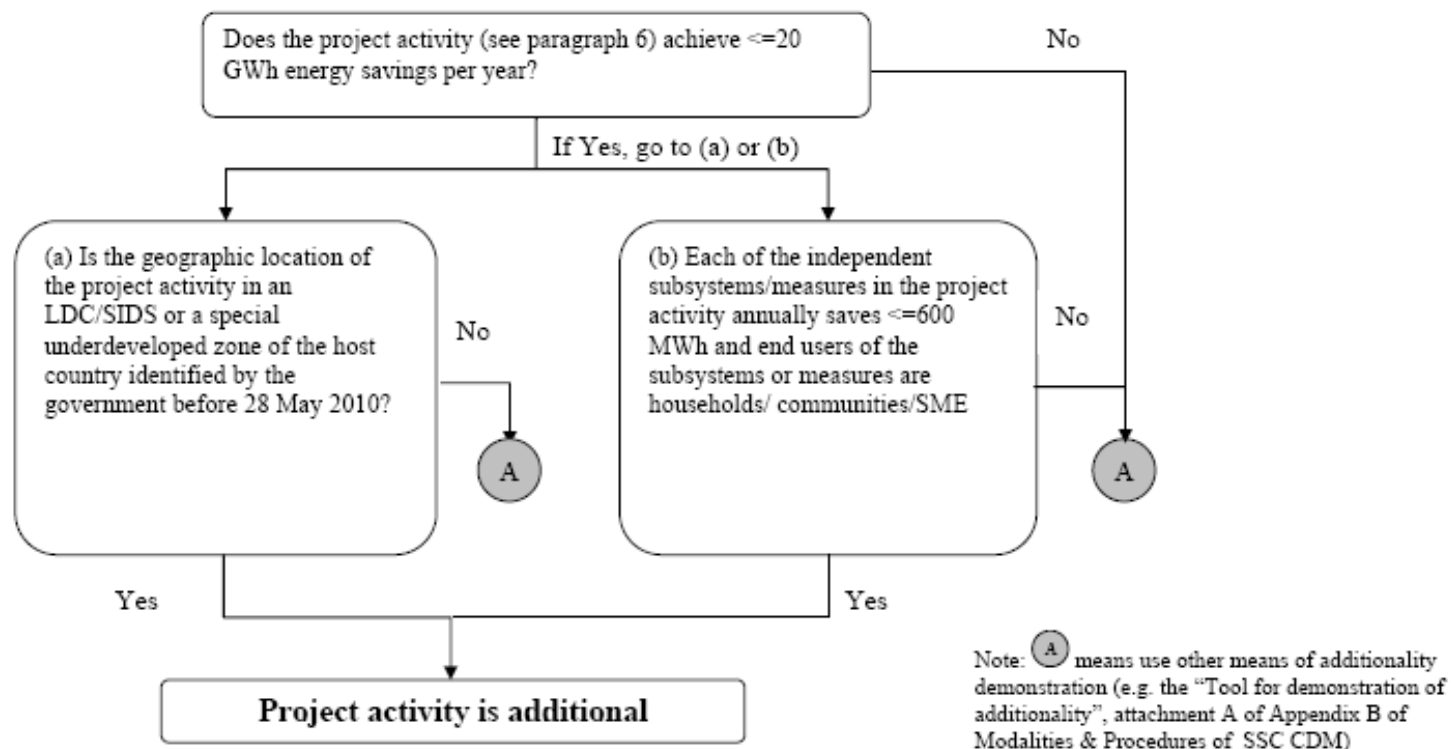 Does the project activity (see paragraph 6) achieve <=20
GWh energy savings per year?
No
If Yes, go to (a) or (b)
(a) Is the geographic location of
the project activity in an
LDC/SIDS or a special
underdeveloped zone of the host
country identified by the
government before 28 May 2010?
No
A
(b) Each of the independent
subsystems/measures in the project
activity annually saves <=600
MWh and end users of the
subsystems or measures are
households/ communities/SME
No
A
Yes
Yes
Project activity is additional
Note: A means use other means of additionality
demonstration (e.g. the “Tool for demonstration of
additionality”, attachment A of Appendix B of
Modalities & Procedures of SSC CDM)